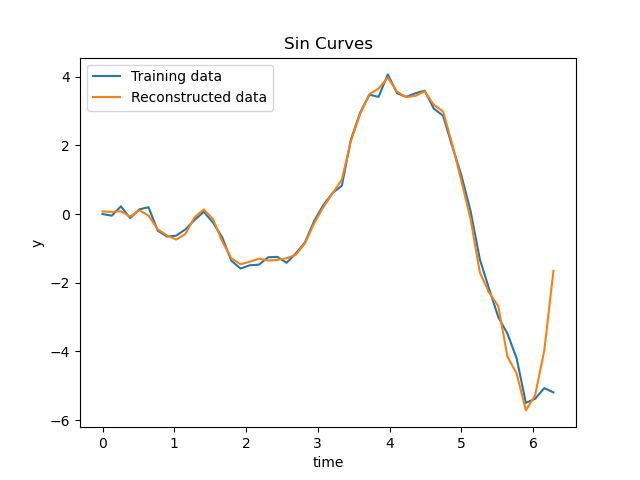 Sin Curves
Training data
Reconstructed data
4
2
0
−2
−4
−6
y
0 1 2 3 4 5 6
time